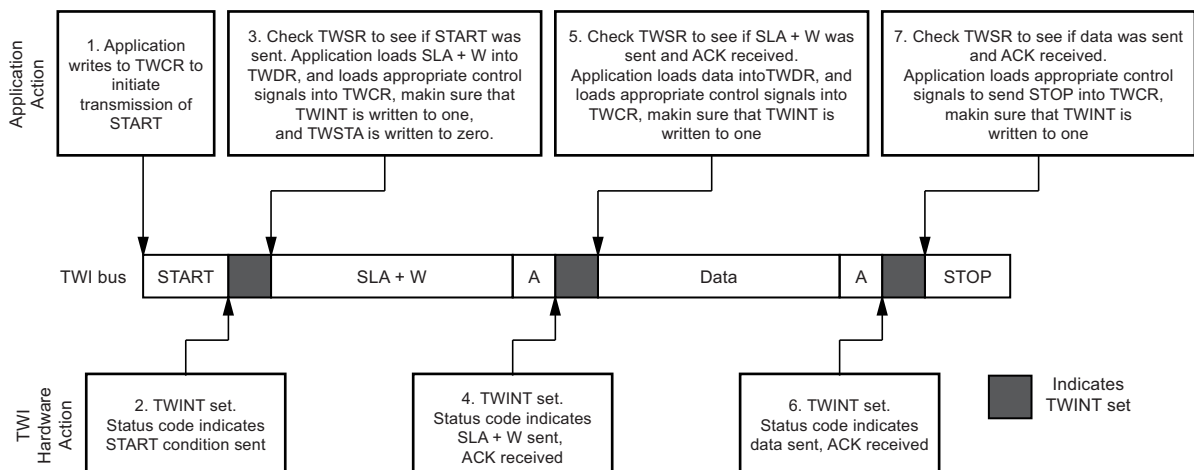 Application
Action
1. Application
writes to TWCR to
initiate
transmission of
START
3. Check TWSR to see if START was
sent. Application loads SLA + W into
TWDR, and loads appropriate control
signals into TWCR, makin sure that
TWINT is written to one,
and TWSTA is written to zero.
5. Check TWSR to see if SLA + W was
sent and ACK received.
Application loads data intoTWDR, and
loads appropriate control signals into
TWCR, makin sure that TWINT is
written to one
7. Check TWSR to see if data was sent
and ACK received.
Application loads appropriate control
signals to send STOP into TWCR,
makin sure that TWINT is
written to one
TWI bus
START
SLA + W
A
Data
A
STOP
TWI
Hardware
Action
2. TWINT set.
Status code indicates
START condition sent
4. TWINT set.
Status code indicates
SLA + W sent,
ACK received
6. TWINT set.
Status code indicates
data sent, ACK received
Indicates
TWINT set